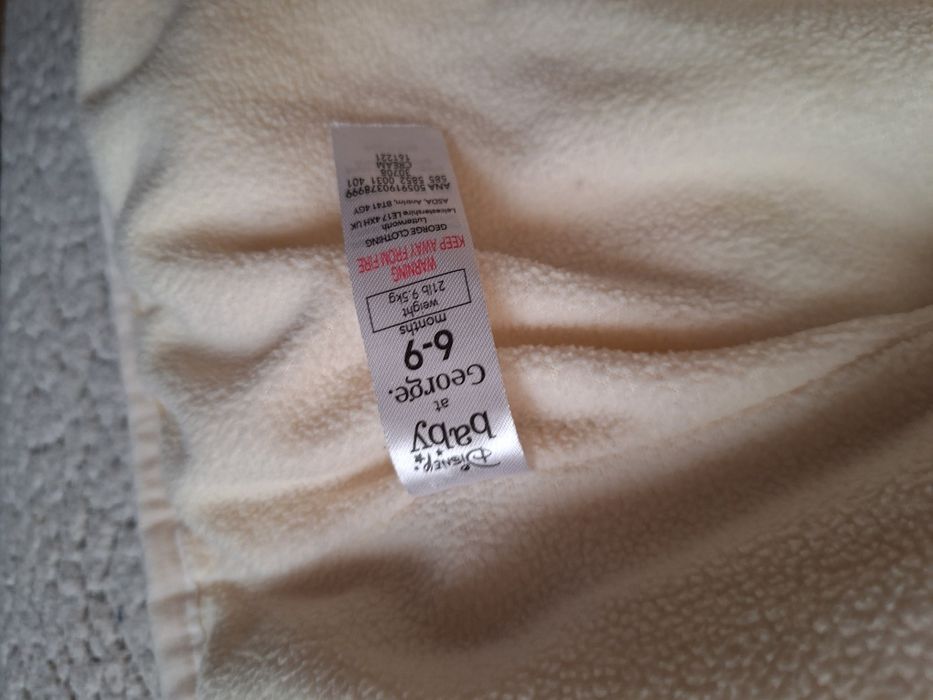 DISNEY
baby
at
George.
6-9
months
weight
21lb 9.5kg
WARNING
KEEP AWAY FROM FIRE
GEORGE CLOTHING
Lutterworth
Leicestershire LE17 4XH UK
ASDA, Antrim, BT41 4GY
ANA 5059190378999
585 5852 0031 401
30708
CREAM
161221